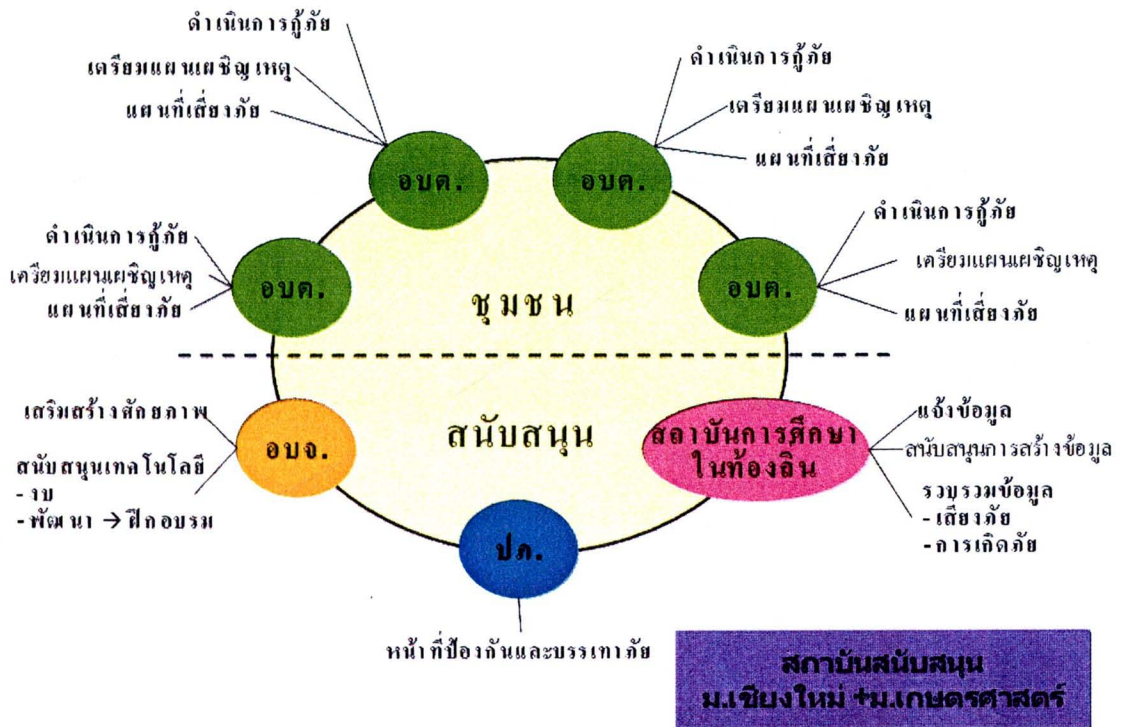 ดำเนินการกู้ภัย
เตรียมแผนเผชิญเหตุ
แผนที่เสี่ยงภัย
อบต.
ดำเนินการกู้ภัย
เตรียมแผนเผชิญเหตุ
แผนที่เสี่ยงภัย
อบต.
ดำเนินการกู้ภัย
เตรียมแผนเผชิญเหตุ
แผนที่เสี่ยงภัย
อบต.
ดำเนินการกู้ภัย
เตรียมแผนเผชิญเหตุ
แผนที่เสี่ยงภัย
อบต.
ชุมชน
สนับสนุน
เสริมสร้างศักยภาพ
สนับสนุนเทคโนโลยี
- งบ
-พัฒนา → ฝึกอบรม
อบจ.
สถาบันการศึกษา
ในท้องถิ่น
แจ้งข้อมูล
สนับสนุนการสร้างข้อมูล
รวบรวมข้อมูล
-เสี่ยงภัย
-การเกิดภัย
ปภ.
หน้าที่ป้องกันและบรรเทาภัย
สถาบันสนับสนุน
ม.เชียงใหม่ +ม.เกษตรศาสตร์